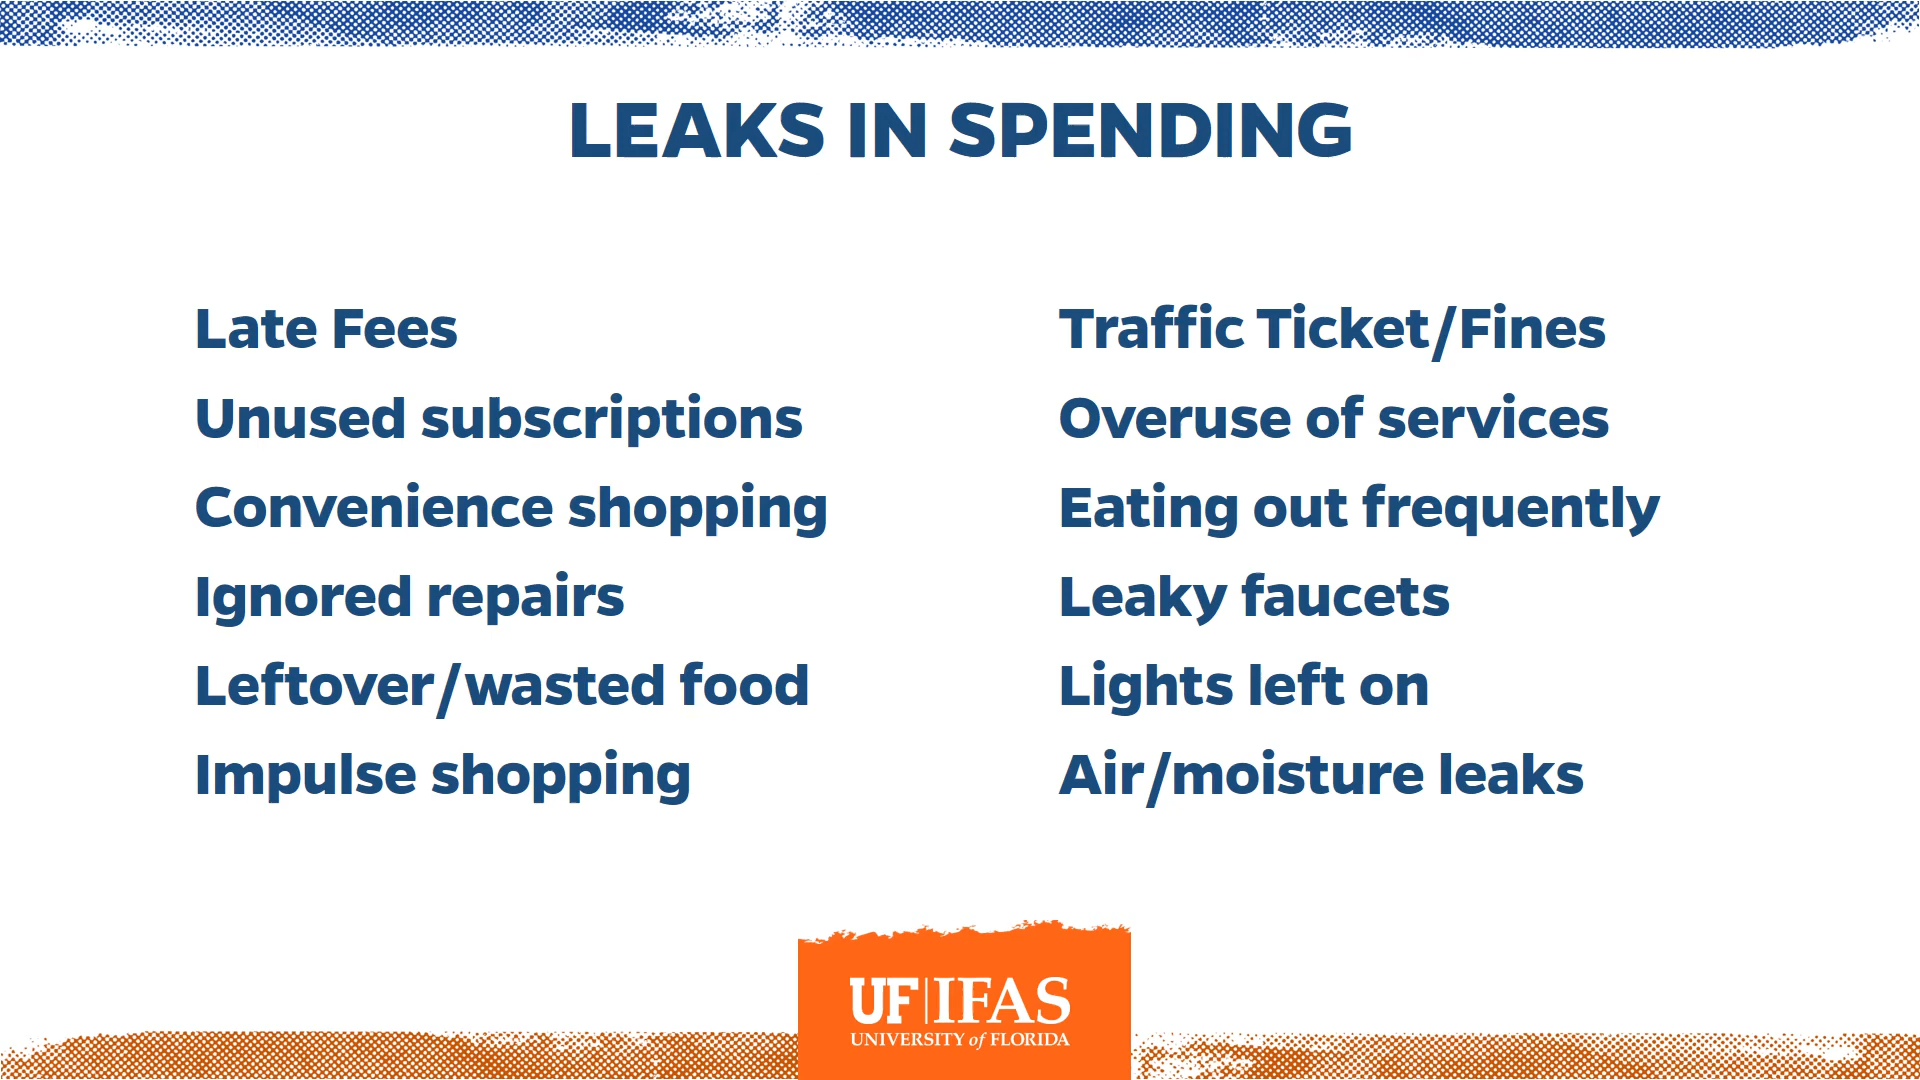 LEAKS IN SPENDING
Late Fees
Unused subscriptions
Convenience shopping
Ignored repairs
Leftover/wasted food
Impulse shopping
Traffic Ticket/Fines
Overuse of services
Eating out frequently
Leaky faucets
Lights left on
Air/moisture leaks
UF|IFAS
UNIVERSITY of FLORIDA